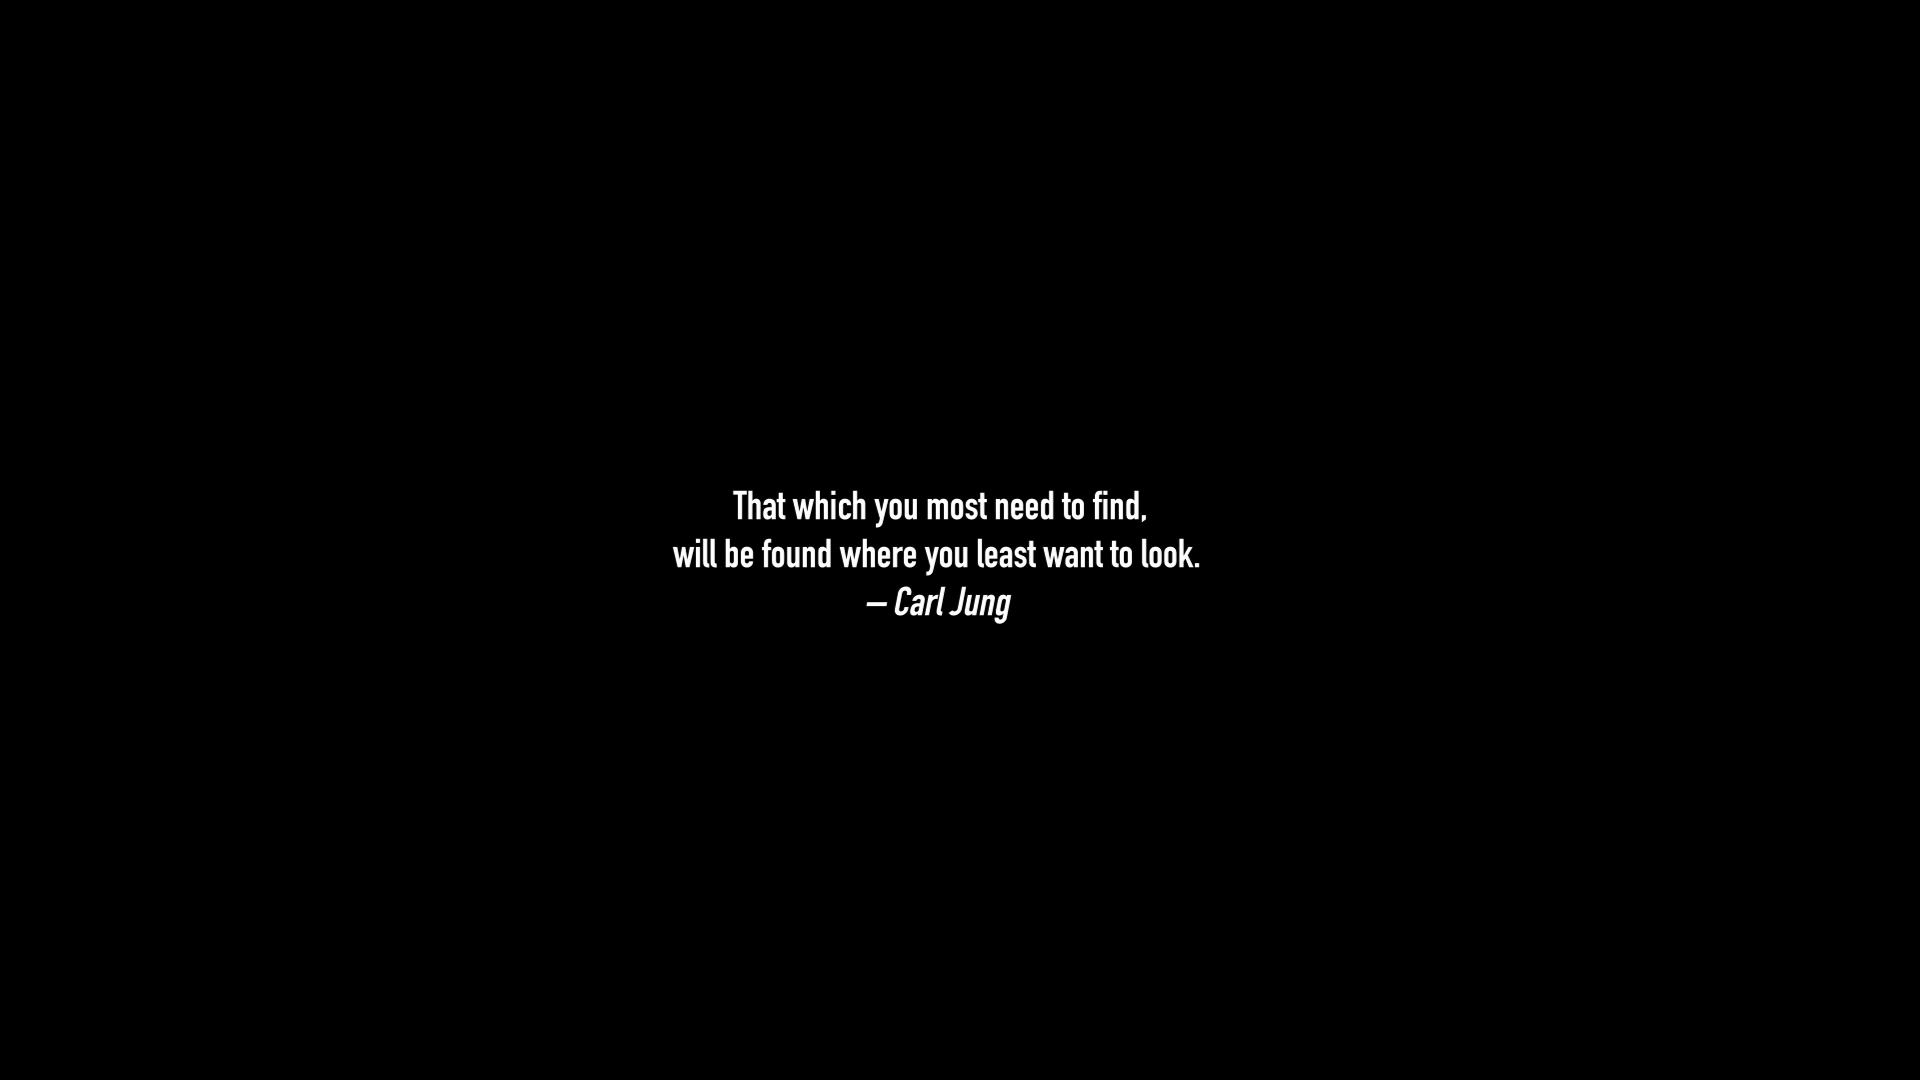 That which you most need to find,
will be found where you least want to look.
– Carl Jung